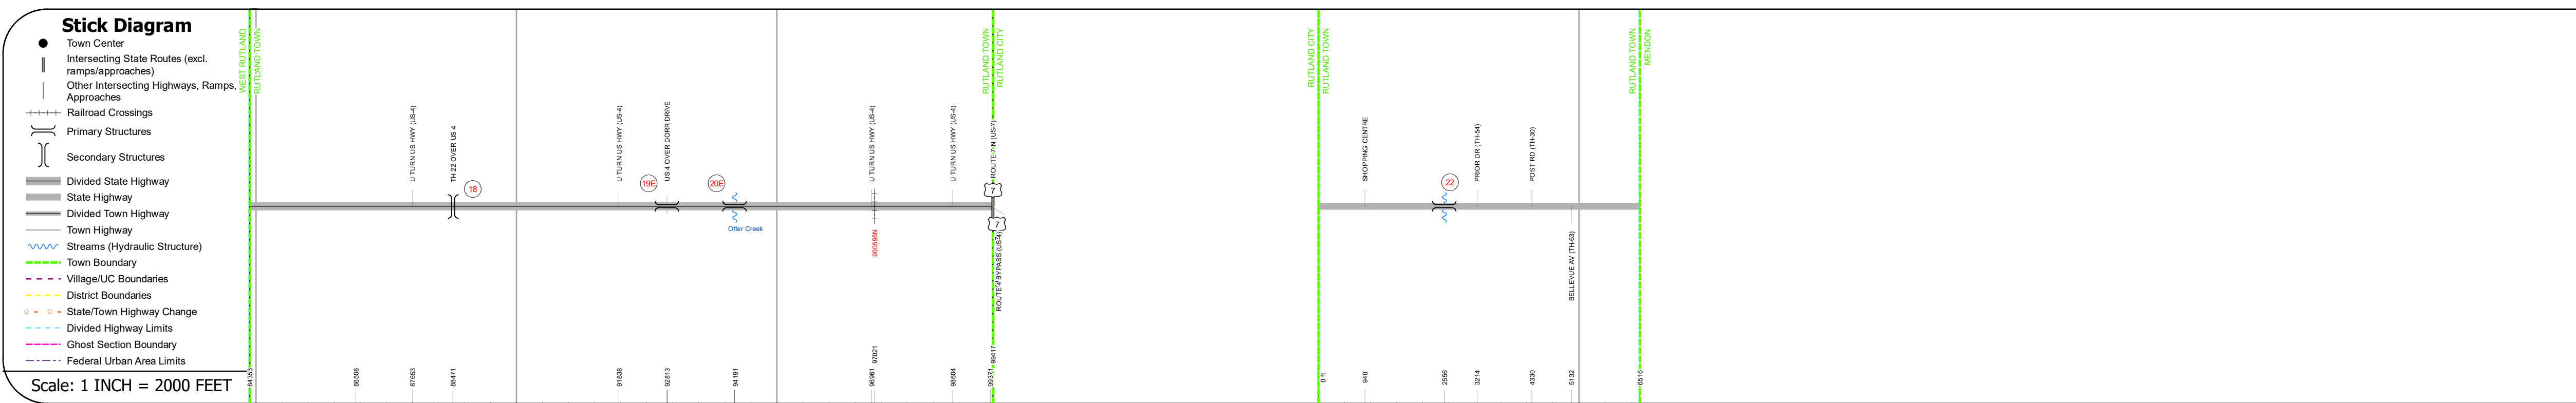 Stick Diagram
Town Center
Intersecting State Routes (excl.
ramps/approaches)
Other Intersecting Highways, Ramps,
Approaches
Railroad Crossings
Primary Structures
Secondary Structures
Divided State Highway
State Highway
Divided Town Highway
Town Highway
Streams (Hydraulic Structure)
Town Boundary
Village/UC Boundaries
District Boundaries
State/Town Highway Change
Divided Highway Limits
Ghost Section Boundary
Federal Urban Area Limits
Scale: 1 INCH = 2000 FEET
WEST RUTLAND
RUTLAND TOWN
U TURN US HWY (US-4)
TH 22 OVER US 4
18
U TURN US HWY (US-4)
19E
US 4 OVER DORR DRIVE
20E
Otter Creek
U TURN US HWY (US-4)
900598N
U TURN US HWY (US-4)
RUTLAND TOWN
RUTLAND CITY
ROUTE 7 N (US-7)
7
7
ROUTE 4 BYPASS (US-4)
RUTLAND CITY
RUTLAND TOWN
SHOPPING CENTRE
22
PRIOR DR (TH-54)
POST RD (TH-30)
BELLEVUE AV (TH-63)
RUTLAND TOWN
MENDON
84353
86508
87653
88471
91838
92813
94191
96961
97021
98604
99371
99417
0 ft
940
2556
3214
4330
5132
6516